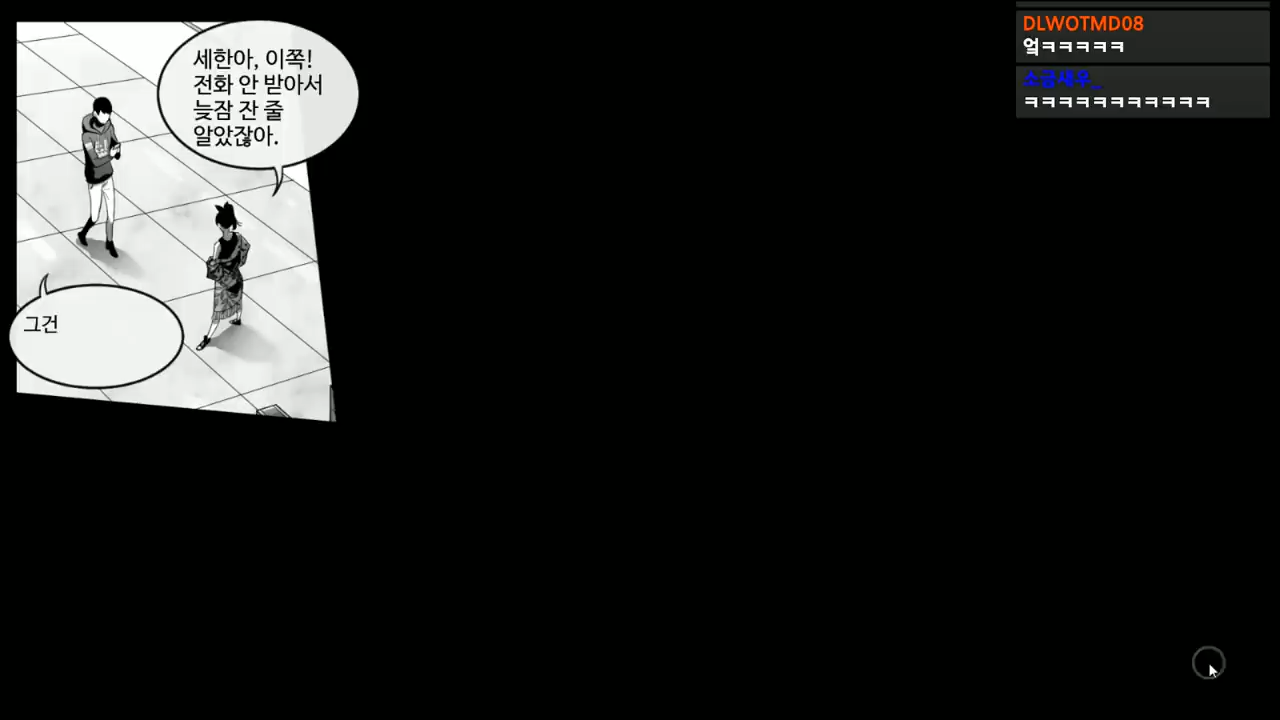 세한아, 이쪽!
전화 안 받아서
늦잠 잔 줄
알았잖아.
그건
DLWOTMD08
엌ㅋㅋㅋㅋㅋ
소금새우_
ㅋㅋㅋㅋㅋㅋㅋㅋㅋㅋㅋ